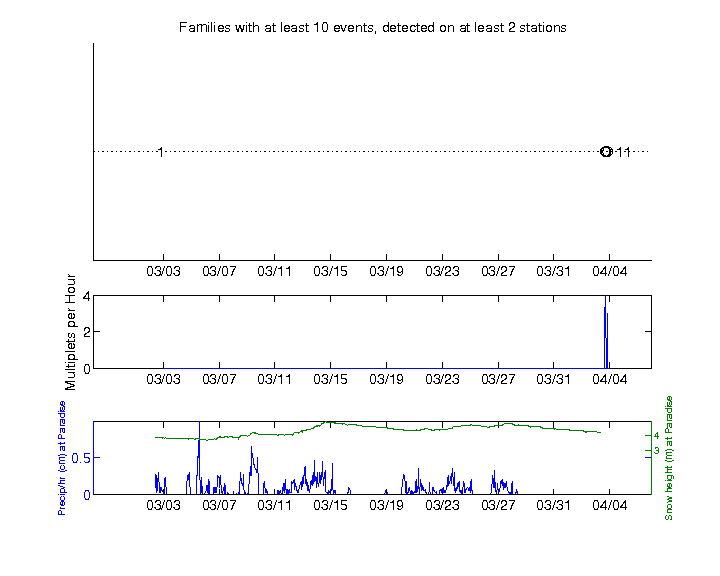 Families with at least 10 events, detected on at least 2 stations
1 11
03/03 03/07 03/11 03/15 03/19 03/23 03/27 03/31 04/04
Multiplets per Hour
4
2
0
03/03 03/07 03/11 03/15 03/19 03/23 03/27 03/31 04/04
Precip/hr (cm) at Paradise
0.5
0
4
3
Snow height (m) at Paradise
03/03 03/07 03/11 03/15 03/19 03/23 03/27 03/31 04/04